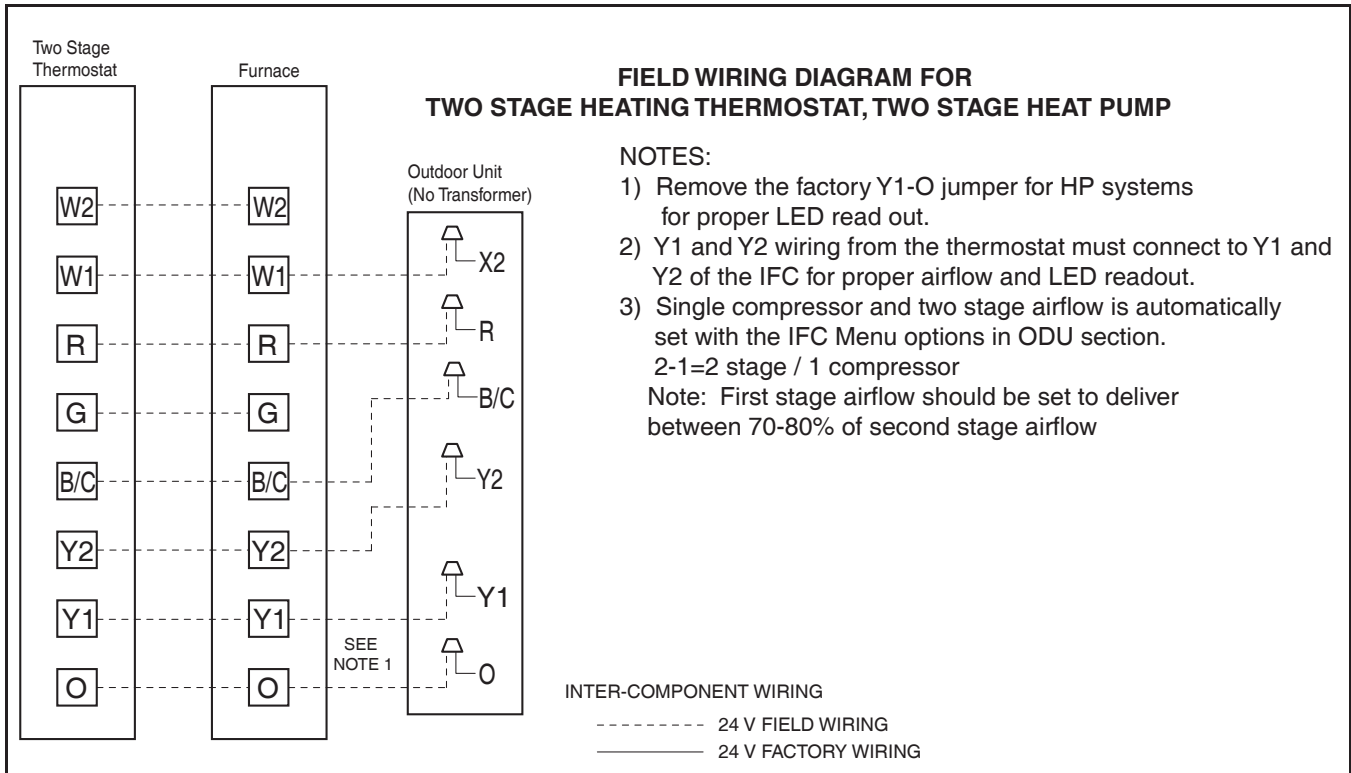 Two Stage
Thermostat
Furnace
FIELD WIRING DIAGRAM FOR
TWO STAGE HEATING THERMOSTAT, TWO STAGE HEAT PUMP
Outdoor Unit
(No Transformer)
NOTES:
1) Remove the factory Y1-O jumper for HP systems
for proper LED read out.
2) Y1 and Y2 wiring from the thermostat must connect to Y1 and
Y2 of the IFC for proper airflow and LED readout.
3) Single compressor and two stage airflow is automatically
set with the IFC Menu options in ODU section.
2-1=2 stage / 1 compressor
Note: First stage airflow should be set to deliver
between 70-80% of second stage airflow
W2 W2
W1 W1 X2
R R R
G G
B/C B/C B/C
Y2 Y2 Y2
Y1 Y1 Y1
SEE
NOTE 1
O O O
INTER-COMPONENT WIRING
24 V FIELD WIRING
24 V FACTORY WIRING